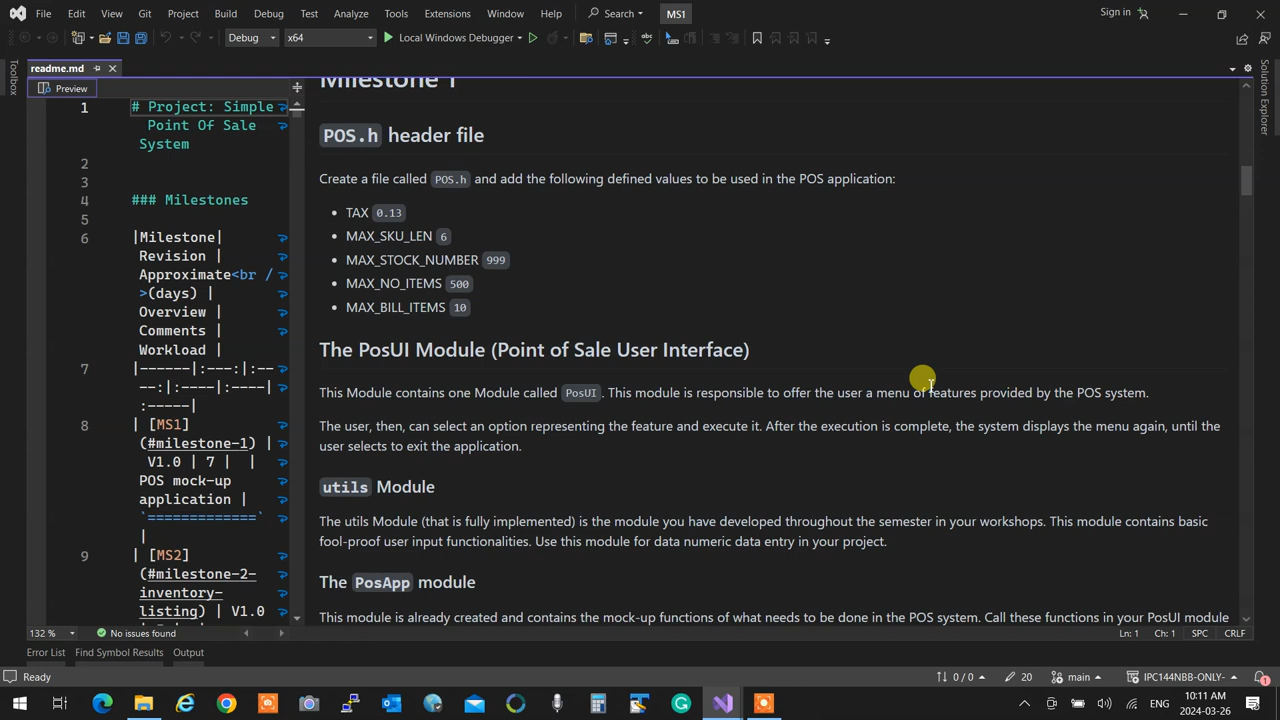 File Edit View Git Project Build Debug Test Analyze Tools Extensions Window Help Search MS1 Sign in
Debug x64 Local Windows Debugger
Toolbox
readme.md
Solution Explorer
Preview
1 # Project: Simple
Point Of Sale
System
2
3
4 ### Milestones
5
6 |Milestone|
Revision |
Approximate<br /
>(days) |
Overview |
Comments |
Workload |
7 |------|:---:|:--
-:|:----|:----|
:-----|
8 | [MS1]
(#milestone-1) |
V1.0 | 7 | |
POS mock-up
application |
`=============`
|
9 | [MS2]
(#milestone-2-
inventory-
listing) | V1.0
Milestone 1
POS.h header file
Create a file called POS.h and add the following defined values to be used in the POS application:
• TAX 0.13
• MAX_SKU_LEN 6
• MAX_STOCK_NUMBER 999
• MAX_NO_ITEMS 500
• MAX_BILL_ITEMS 10
The PosUI Module (Point of Sale User Interface)
This Module contains one Module called PosUI. This module is responsible to offer the user a menu of features provided by the POS system.
The user, then, can select an option representing the feature and execute it. After the execution is complete, the system displays the menu again, until the
user selects to exit the application.
utils Module
The utils Module (that is fully implemented) is the module you have developed throughout the semester in your workshops. This module contains basic
fool-proof user input functionalities. Use this module for data numeric data entry in your project.
The PosApp module
This module is already created and contains the mock-up functions of what needs to be done in the POS system. Call these functions in your PosUI module
132 % No issues found Ln: 1 Ch: 1 SPC CRLF
Error List Find Symbol Results Output
Ready 0 / 0 20 main IPC144NBB-ONLY- 1
ENG 10:11 AM
2024-03-26